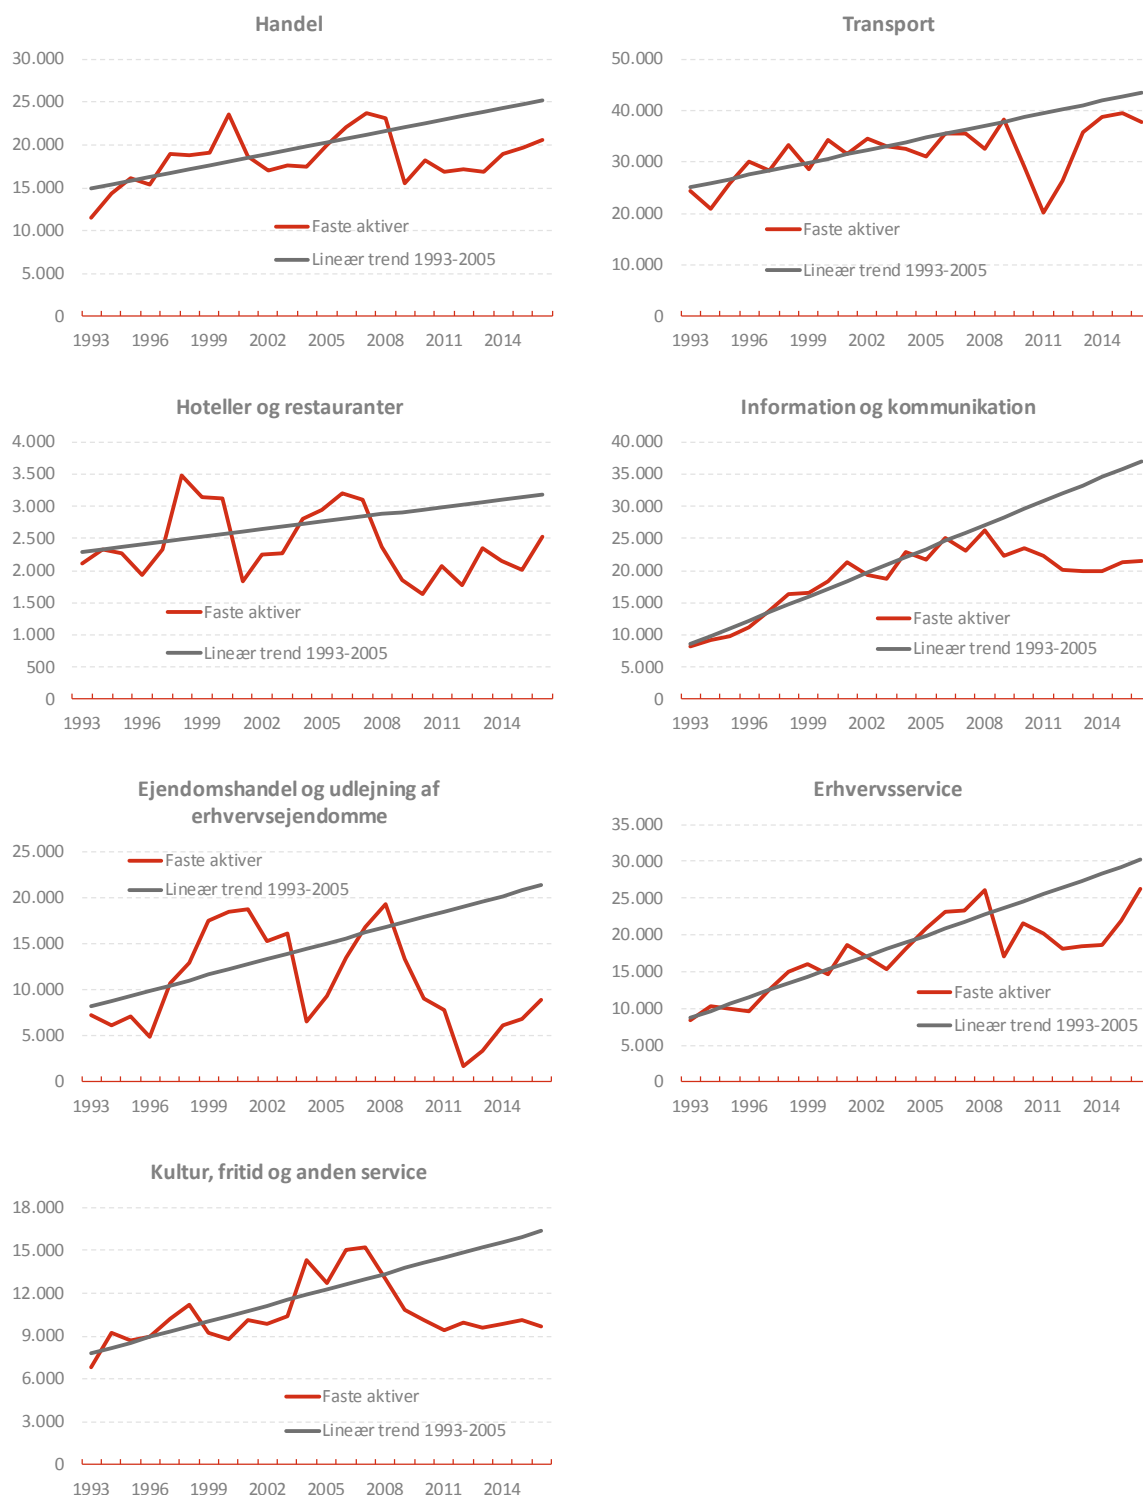 Handel
30.000
25.000
20.000
15.000
10.000
5.000
0
Faste aktiver
Lineær trend 1993-2005
1993 1996 1999 2002 2005 2008 2011 2014
Transport
50.000
40.000
30.000
20.000
10.000
0
Faste aktiver
Lineær trend 1993-2005
1993 1996 1999 2002 2005 2008 2011 2014
Hoteller og restauranter
4.000
3.500
3.000
2.500
2.000
1.500
1.000
500
0
Faste aktiver
Lineær trend 1993-2005
1993 1996 1999 2002 2005 2008 2011 2014
Information og kommunikation
40.000
35.000
30.000
25.000
20.000
15.000
10.000
5.000
0
Faste aktiver
Lineær trend 1993-2005
1993 1996 1999 2002 2005 2008 2011 2014
Ejendomshandel og udlejning af
erhvervsejendomme
25.000
20.000
15.000
10.000
5.000
0
Faste aktiver
Lineær trend 1993-2005
1993 1996 1999 2002 2005 2008 2011 2014
Erhvervsservice
35.000
30.000
25.000
20.000
15.000
10.000
5.000
0
Faste aktiver
Lineær trend 1993-2005
1993 1996 1999 2002 2005 2008 2011 2014
Kultur, fritid og anden service
18.000
15.000
12.000
9.000
6.000
3.000
0
Faste aktiver
Lineær trend 1993-2005
1993 1996 1999 2002 2005 2008 2011 2014